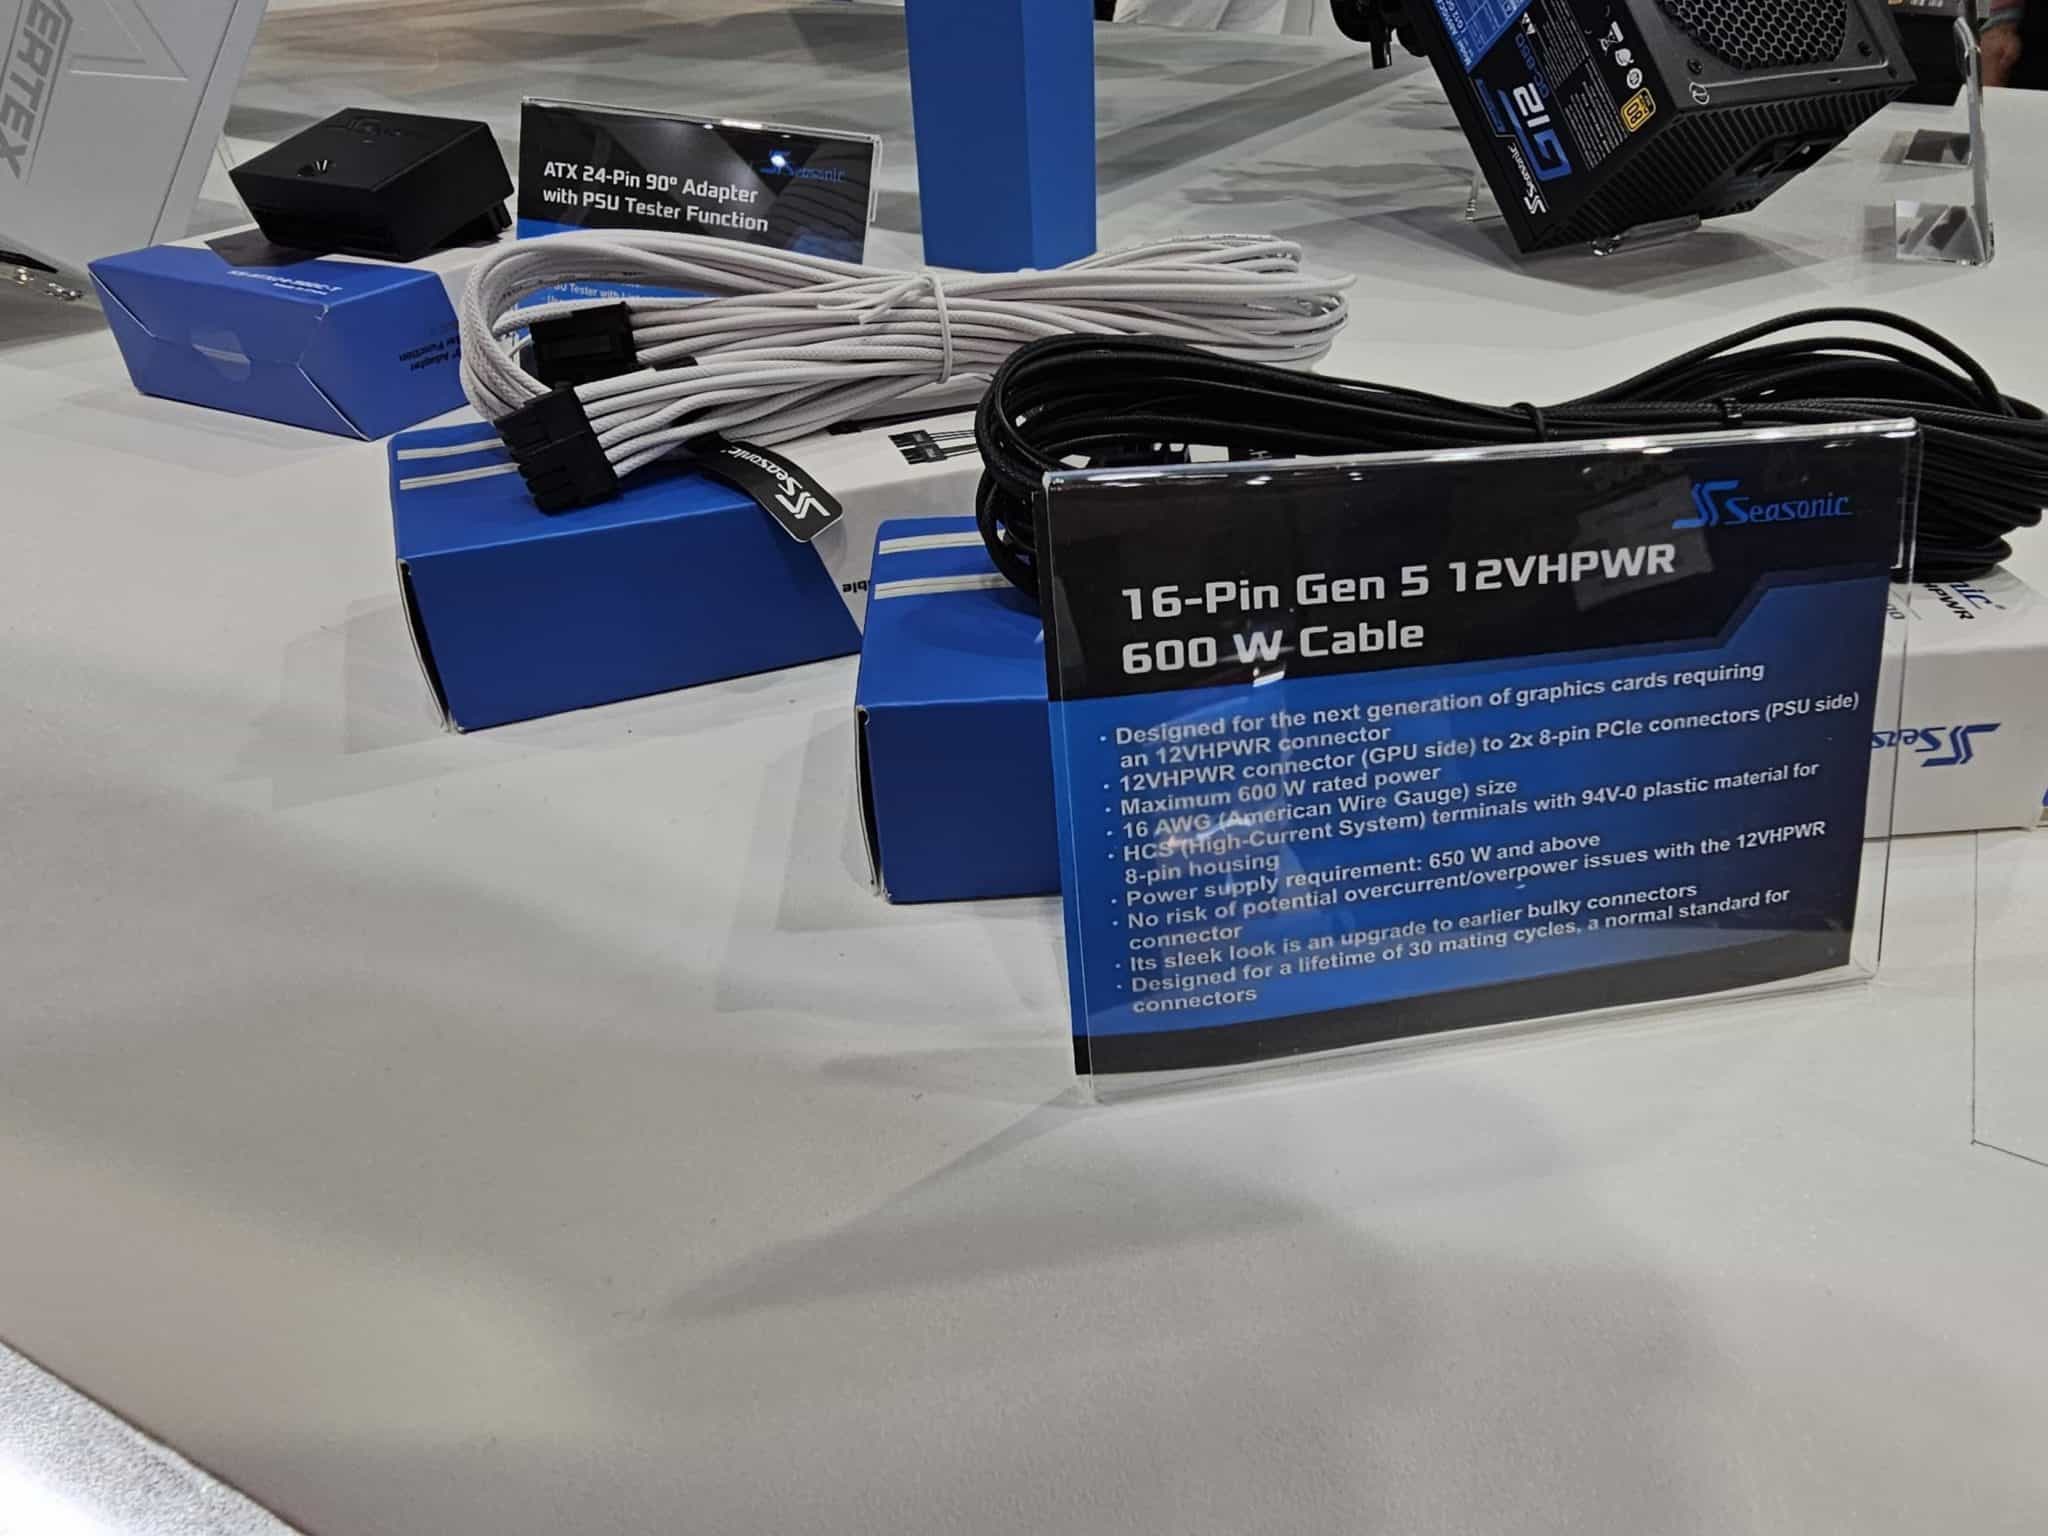 VERTEX
Seasonic
ATX 24-Pin 90° Adapter
with PSU Tester Function
G12
GC-850
Seasonic
Seasonic
Seasonic
16-Pin Gen 5 12VHPWR
600 W Cable
· Designed for the next generation of graphics cards requiring
an 12VHPWR connector
· 12VHPWR connector (GPU side) to 2x 8-pin PCIe connectors (PSU side)
· Maximum 600 W rated power
· 16 AWG (American Wire Gauge) size
· HCS (High-Current System) terminals with 94V-0 plastic material for
8-pin housing
· Power supply requirement: 650 W and above
· No risk of potential overcurrent/overpower issues with the 12VHPWR
connector
· Its sleek look is an upgrade to earlier bulky connectors
· Designed for a lifetime of 30 mating cycles, a normal standard for
connectors